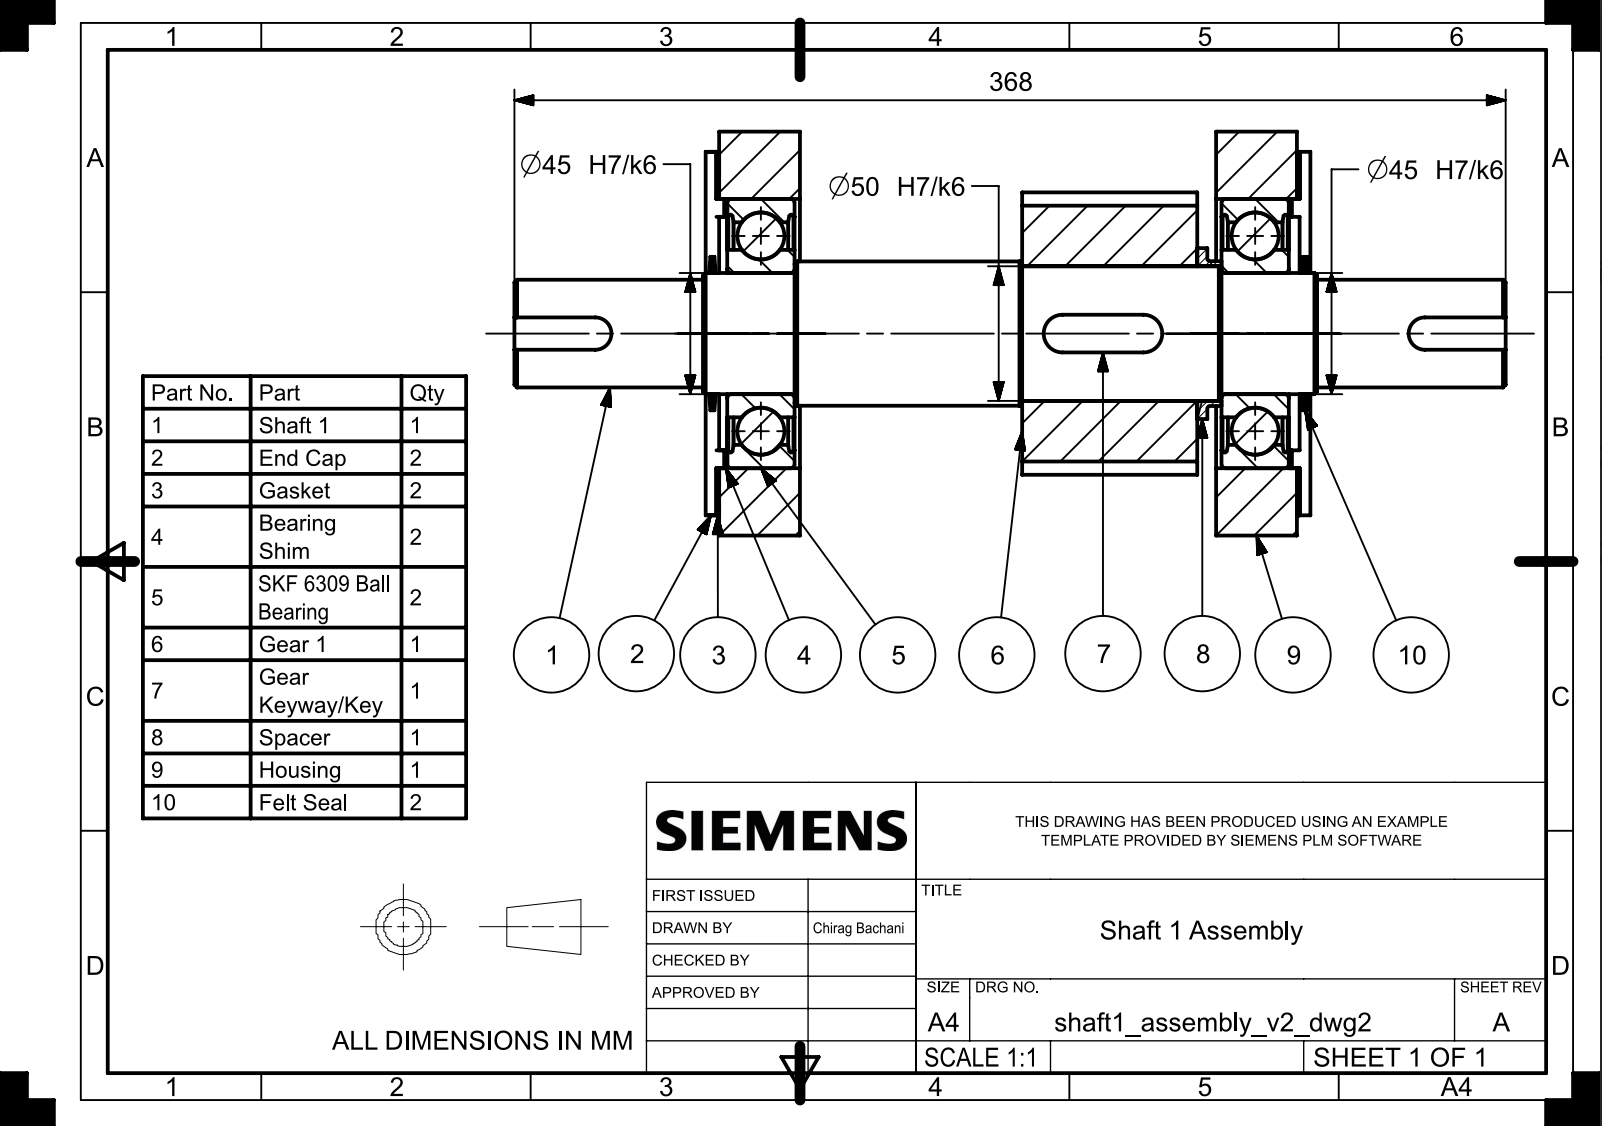 1 2 3 4 5 6
368
A A
Ø45 H7/k6
Ø50 H7/k6
Ø45 H7/k6
B B
Part No. Part Qty
1 Shaft 1 1
2 End Cap 2
3 Gasket 2
4 Bearing Shim 2
5 SKF 6309 Ball Bearing 2
6 Gear 1 1
7 Gear Keyway/Key 1
8 Spacer 1
9 Housing 1
10 Felt Seal 2
1 2 3 4 5 6 7 8 9 10
C C
SIEMENS
THIS DRAWING HAS BEEN PRODUCED USING AN EXAMPLE
TEMPLATE PROVIDED BY SIEMENS PLM SOFTWARE
FIRST ISSUED
DRAWN BY Chirag Bachani
CHECKED BY
APPROVED BY
TITLE
Shaft 1 Assembly
D D
SIZE DRG NO. SHEET REV
A4 shaft1_assembly_v2_dwg2 A
ALL DIMENSIONS IN MM
SCALE 1:1 SHEET 1 OF 1
1 2 3 4 5 A4